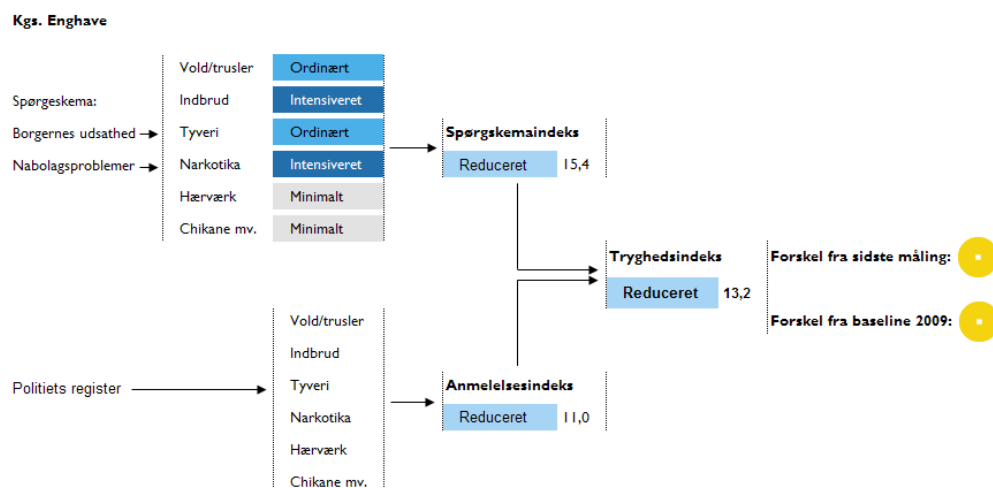 Kgs. Enghave
Vold/trusler Ordinært
Spørgeskema: Indbrud Intensiveret
Borgernes udsathed Tyveri Ordinært
Nabolagsproblemer Narkotika Intensiveret
Hærværk Minimalt
Chikane mv. Minimalt
Spørgskemaindeks
Reduceret 15,4
Tryghedsindeks
Reduceret 13,2
Forskel fra sidste måling:
Forskel fra baseline 2009:
Politiets register
Vold/trusler
Indbrud
Tyveri
Narkotika
Hærværk
Chikane mv.
Anmelelsesindeks
Reduceret 11,0